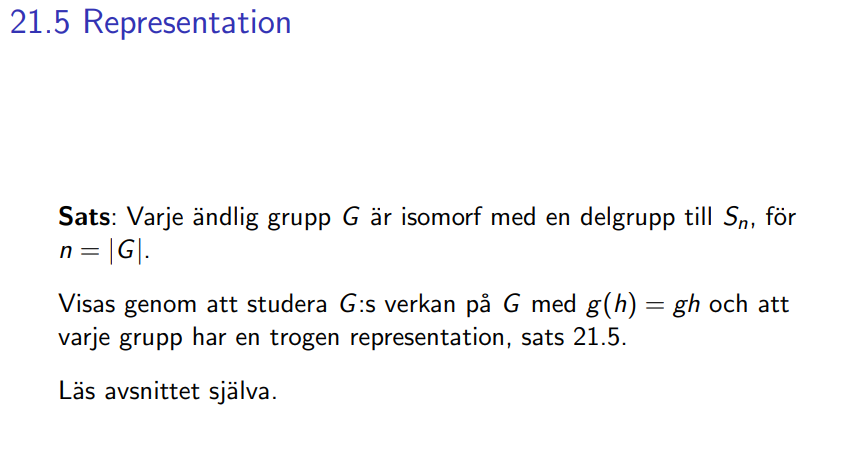 21.5 Representation
Sats: Varje ändlig grupp G är isomorf med en delgrupp till Sₙ, för
n = |G|.
Visas genom att studera G:s verkan på G med g(h) = gh och att
varje grupp har en trogen representation, sats 21.5.
Läs avsnittet själva.